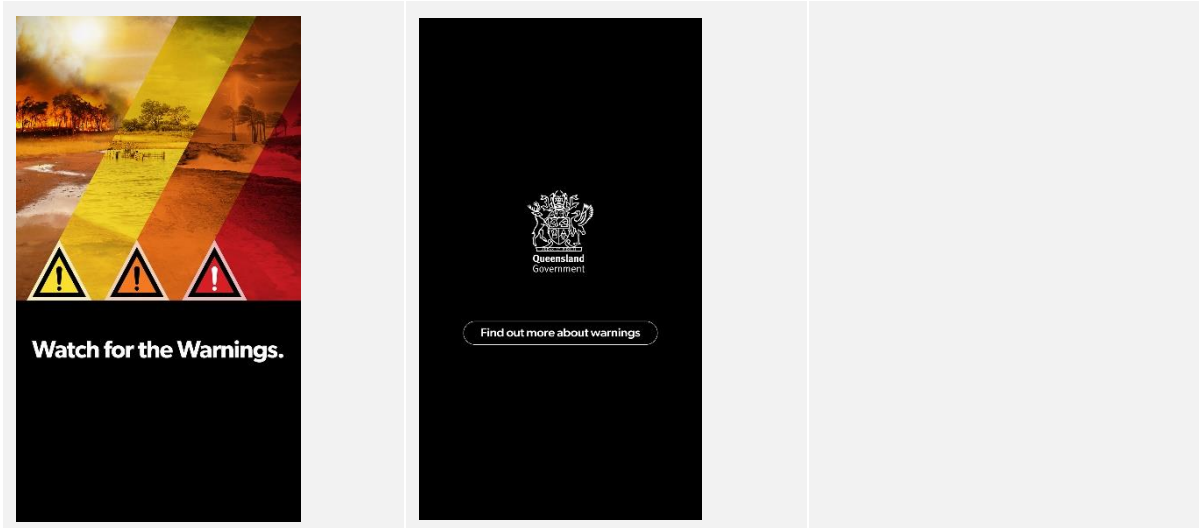 Watch for the Warnings.
Queensland
Government
Find out more about warnings